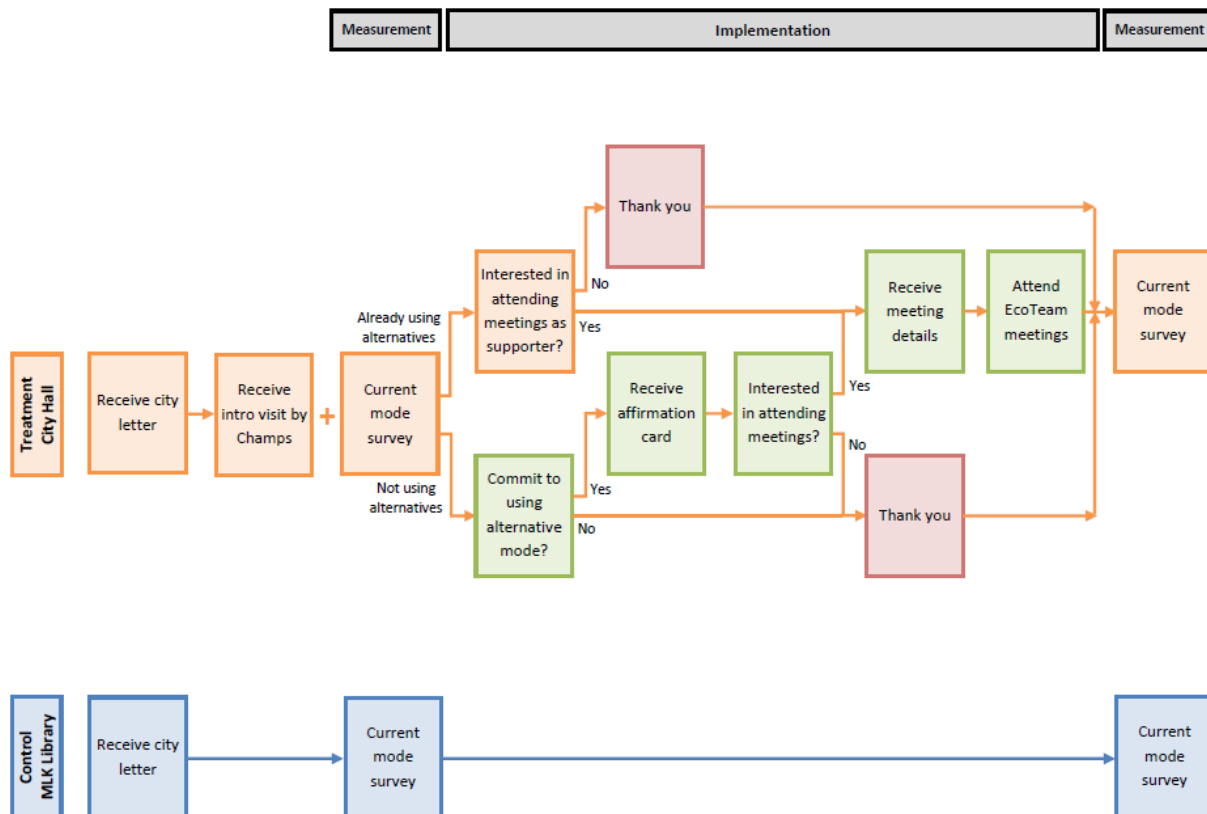 Measurement
Implementation
Measurement
Thank you
Interested in
attending
meetings as
supporter?
No
Yes
Receive
meeting
details
Attend
EcoTeam
meetings
Current
mode
survey
Already using
alternatives
Treatment
City Hall
Receive city
letter
Receive
intro visit by
Champs
+
Current
mode
survey
Not using
alternatives
Commit to
using
alternative
mode?
Yes
No
Receive
affirmation
card
Interested
in attending
meetings?
Yes
No
Thank you
Control
MLK Library
Receive city
letter
Current
mode
survey
Current
mode
survey